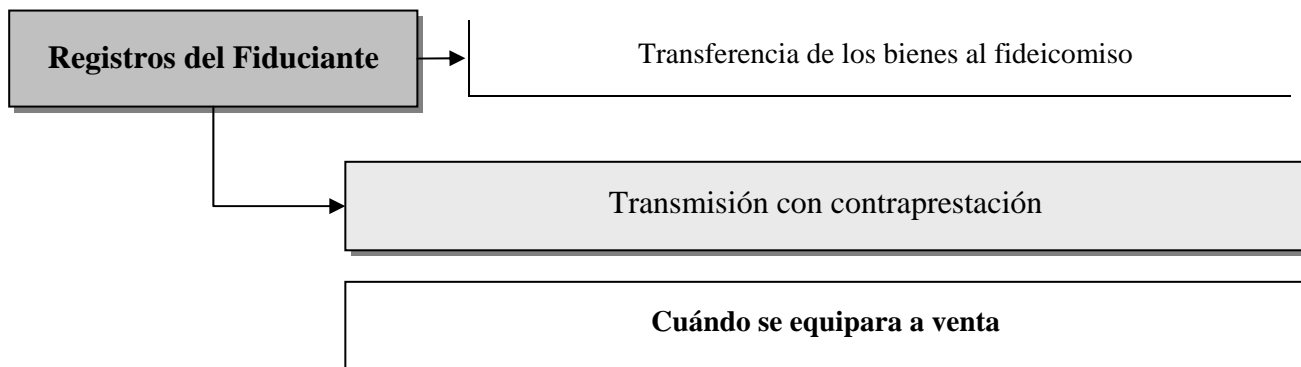 Registros del Fiduciante
Transferencia de los bienes al fideicomiso
Transmisión con contraprestación
Cuándo se equipara a venta